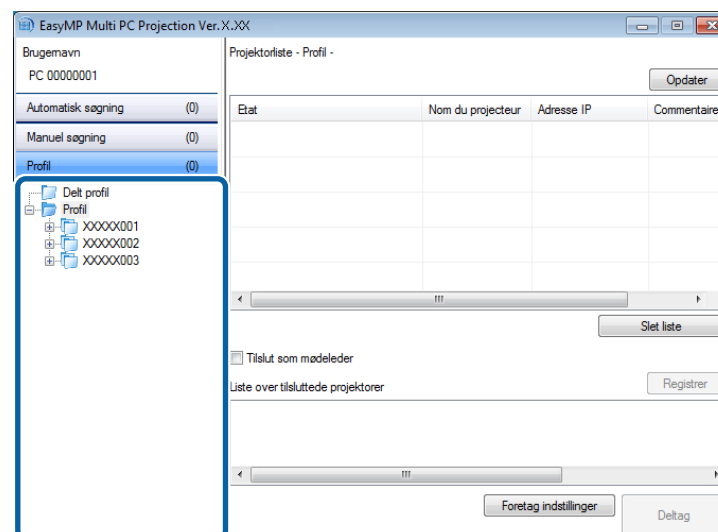 EasyMP Multi PC Projection Ver.X.XX
Brugernavn
PC 00000001
Automatisk søgning (0)
Manuel søgning (0)
Profil (0)
Delt profil
Profil
XXXXX001
XXXXX002
XXXXX003
Projektorliste - Profil -
Opdater
Etat Nom du projecteur Adresse IP Commentaire
Slet liste
Tilslut som mødeleder
Liste over tilsluttede projektorer
Registrer
Foretag indstillinger
Deltag